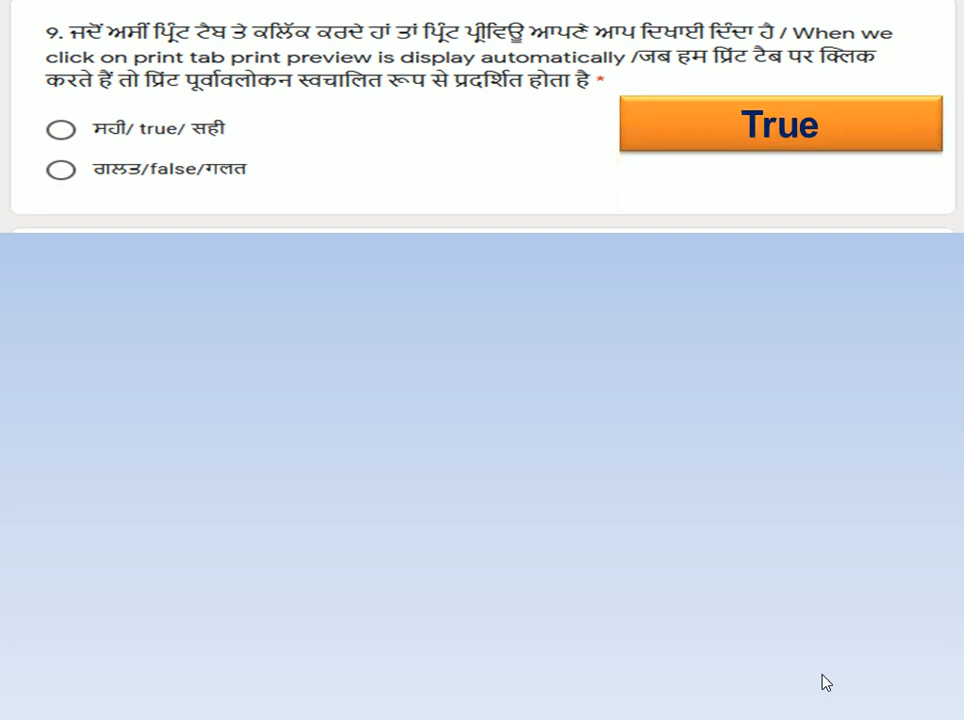 9. ਜਦੋਂ ਅਸੀਂ ਪ੍ਰਿੰਟ ਟੈਬ ਤੇ ਕਲਿੱਕ ਕਰਦੇ ਹਾਂ ਤਾਂ ਪ੍ਰਿੰਟ ਪ੍ਰੀਵਿਊ ਆਪਣੇ ਆਪ ਦਿਖਾਈ ਦਿੰਦਾ ਹੈ / When we
click on print tab print preview is display automatically /जब हम प्रिंट टैब पर क्लिक
करते हैं तो प्रिंट पूर्वावलोकन स्वचालित रूप से प्रदर्शित होता है *
True
ਸਹੀ/ true/ सही
ਗਲਤ/false/गलत